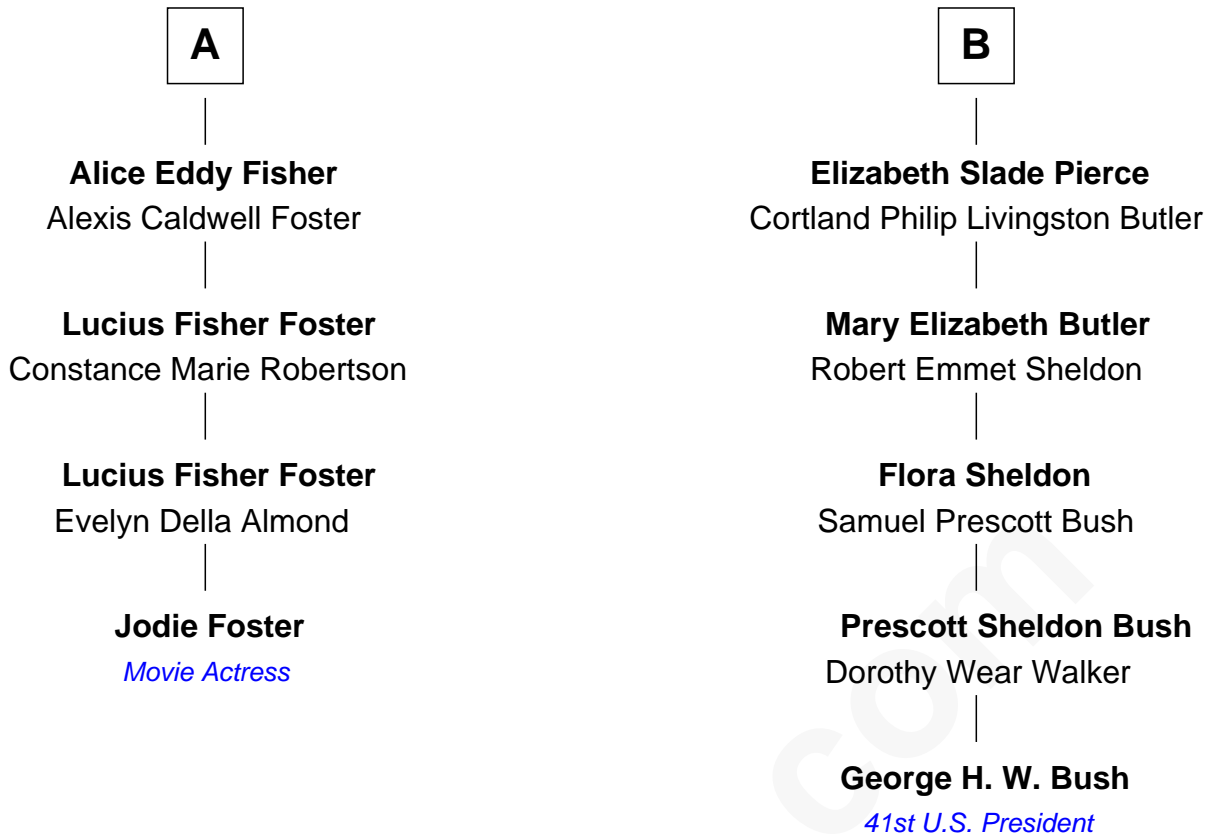 A
Alice Eddy Fisher
Alexis Caldwell Foster
Lucius Fisher Foster
Constance Marie Robertson
Lucius Fisher Foster
Evelyn Della Almond
Jodie Foster
Movie Actress
B
Elizabeth Slade Pierce
Cortland Philip Livingston Butler
Mary Elizabeth Butler
Robert Emmet Sheldon
Flora Sheldon
Samuel Prescott Bush
Prescott Sheldon Bush
Dorothy Wear Walker
George H. W. Bush
41st U.S. President
com